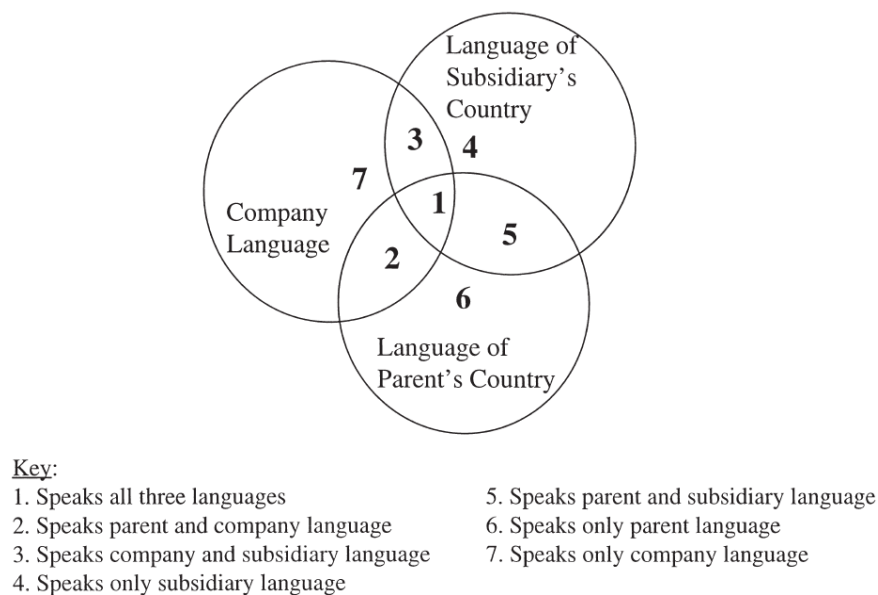 Language of
Subsidiary's
Country
3
4
7
1
Company
Language
5
2
6
Language of
Parent's Country
Key:
1. Speaks all three languages
2. Speaks parent and company language
3. Speaks company and subsidiary language
4. Speaks only subsidiary language
5. Speaks parent and subsidiary language
6. Speaks only parent language
7. Speaks only company language